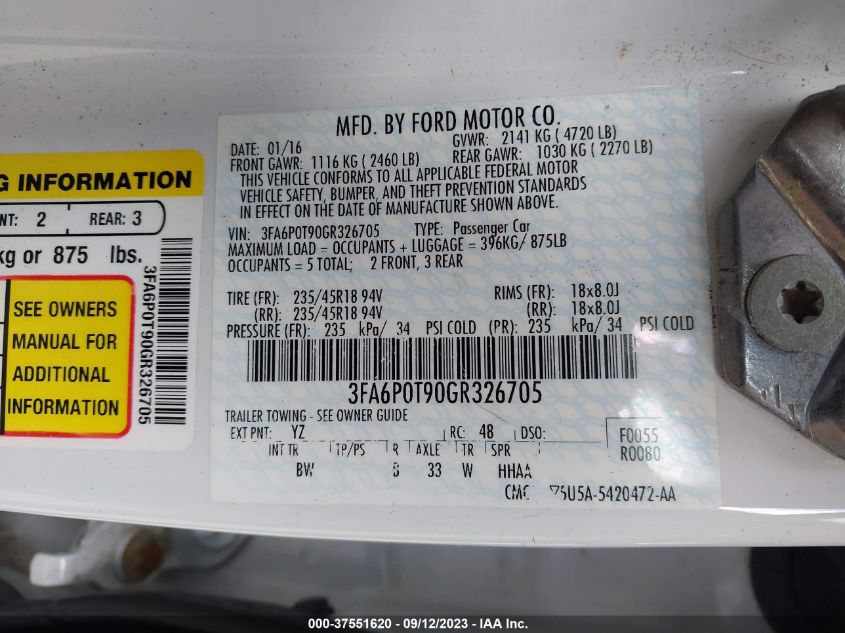 MFD. BY FORD MOTOR CO.
DATE: 01/16 GVWR: 2141 KG ( 4720 LB)
FRONT GAWR: 1116 KG ( 2460 LB) REAR GAWR: 1030 KG ( 2270 LB)
THIS VEHICLE CONFORMS TO ALL APPLICABLE FEDERAL MOTOR
VEHICLE SAFETY, BUMPER, AND THEFT PREVENTION STANDARDS
IN EFFECT ON THE DATE OF MANUFACTURE SHOWN ABOVE.
VIN: 3FA6P0T90GR326705 TYPE: Passenger Car
MAXIMUM LOAD = OCCUPANTS + LUGGAGE = 396KG/ 875LB
OCCUPANTS = 5 TOTAL; 2 FRONT, 3 REAR
TIRE (FR): 235/45R18 94V RIMS (FR): 18x8.0J
(RR): 235/45R18 94V (RR): 18x8.0J
PRESSURE (FR): 235 kPa/ 34 PSI COLD (PR): 235 kPa/ 34 PSI COLD
3FA6P0T90GR326705
TRAILER TOWING - SEE OWNER GUIDE
EXT PNT: YZ RC: 48 DSO:
F0055
R0080
INT TR TP/PS R AXLE TR SPR
BW 33 W HHAA
5U5A-5420472-AA
G INFORMATION
NT: 2 REAR: 3
kg or 875 lbs.
SEE OWNERS
MANUAL FOR
ADDITIONAL
INFORMATION
3FA6P0T90GR326705
000-37551620 - 09/12/2023 - IAA Inc.